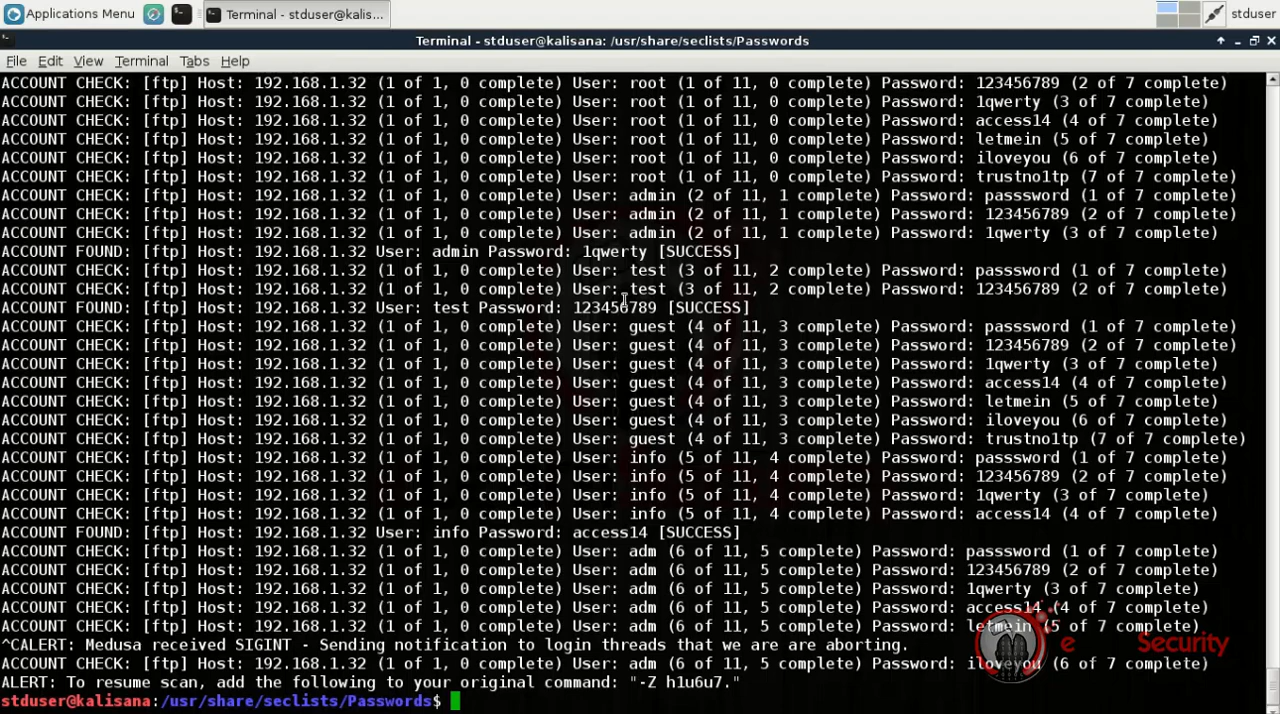 Applications Menu Terminal - stduser@kalis... stduser
Terminal - stduser@kalisana: /usr/share/seclists/Passwords
File Edit View Terminal Tabs Help
ACCOUNT CHECK: [ftp] Host: 192.168.1.32 (1 of 1, 0 complete) User: root (1 of 11, 0 complete) Password: 123456789 (2 of 7 complete)
ACCOUNT CHECK: [ftp] Host: 192.168.1.32 (1 of 1, 0 complete) User: root (1 of 11, 0 complete) Password: 1qwerty (3 of 7 complete)
ACCOUNT CHECK: [ftp] Host: 192.168.1.32 (1 of 1, 0 complete) User: root (1 of 11, 0 complete) Password: access14 (4 of 7 complete)
ACCOUNT CHECK: [ftp] Host: 192.168.1.32 (1 of 1, 0 complete) User: root (1 of 11, 0 complete) Password: letmein (5 of 7 complete)
ACCOUNT CHECK: [ftp] Host: 192.168.1.32 (1 of 1, 0 complete) User: root (1 of 11, 0 complete) Password: iloveyou (6 of 7 complete)
ACCOUNT CHECK: [ftp] Host: 192.168.1.32 (1 of 1, 0 complete) User: root (1 of 11, 0 complete) Password: trustno1tp (7 of 7 complete)
ACCOUNT CHECK: [ftp] Host: 192.168.1.32 (1 of 1, 0 complete) User: admin (2 of 11, 1 complete) Password: passsword (1 of 7 complete)
ACCOUNT CHECK: [ftp] Host: 192.168.1.32 (1 of 1, 0 complete) User: admin (2 of 11, 1 complete) Password: 123456789 (2 of 7 complete)
ACCOUNT CHECK: [ftp] Host: 192.168.1.32 (1 of 1, 0 complete) User: admin (2 of 11, 1 complete) Password: 1qwerty (3 of 7 complete)
ACCOUNT FOUND: [ftp] Host: 192.168.1.32 User: admin Password: 1qwerty [SUCCESS]
ACCOUNT CHECK: [ftp] Host: 192.168.1.32 (1 of 1, 0 complete) User: test (3 of 11, 2 complete) Password: passsword (1 of 7 complete)
ACCOUNT CHECK: [ftp] Host: 192.168.1.32 (1 of 1, 0 complete) User: test (3 of 11, 2 complete) Password: 123456789 (2 of 7 complete)
ACCOUNT FOUND: [ftp] Host: 192.168.1.32 User: test Password: 123456789 [SUCCESS]
ACCOUNT CHECK: [ftp] Host: 192.168.1.32 (1 of 1, 0 complete) User: guest (4 of 11, 3 complete) Password: passsword (1 of 7 complete)
ACCOUNT CHECK: [ftp] Host: 192.168.1.32 (1 of 1, 0 complete) User: guest (4 of 11, 3 complete) Password: 123456789 (2 of 7 complete)
ACCOUNT CHECK: [ftp] Host: 192.168.1.32 (1 of 1, 0 complete) User: guest (4 of 11, 3 complete) Password: 1qwerty (3 of 7 complete)
ACCOUNT CHECK: [ftp] Host: 192.168.1.32 (1 of 1, 0 complete) User: guest (4 of 11, 3 complete) Password: access14 (4 of 7 complete)
ACCOUNT CHECK: [ftp] Host: 192.168.1.32 (1 of 1, 0 complete) User: guest (4 of 11, 3 complete) Password: letmein (5 of 7 complete)
ACCOUNT CHECK: [ftp] Host: 192.168.1.32 (1 of 1, 0 complete) User: guest (4 of 11, 3 complete) Password: iloveyou (6 of 7 complete)
ACCOUNT CHECK: [ftp] Host: 192.168.1.32 (1 of 1, 0 complete) User: guest (4 of 11, 3 complete) Password: trustno1tp (7 of 7 complete)
ACCOUNT CHECK: [ftp] Host: 192.168.1.32 (1 of 1, 0 complete) User: info (5 of 11, 4 complete) Password: passsword (1 of 7 complete)
ACCOUNT CHECK: [ftp] Host: 192.168.1.32 (1 of 1, 0 complete) User: info (5 of 11, 4 complete) Password: 123456789 (2 of 7 complete)
ACCOUNT CHECK: [ftp] Host: 192.168.1.32 (1 of 1, 0 complete) User: info (5 of 11, 4 complete) Password: 1qwerty (3 of 7 complete)
ACCOUNT CHECK: [ftp] Host: 192.168.1.32 (1 of 1, 0 complete) User: info (5 of 11, 4 complete) Password: access14 (4 of 7 complete)
ACCOUNT FOUND: [ftp] Host: 192.168.1.32 User: info Password: access14 [SUCCESS]
ACCOUNT CHECK: [ftp] Host: 192.168.1.32 (1 of 1, 0 complete) User: adm (6 of 11, 5 complete) Password: passsword (1 of 7 complete)
ACCOUNT CHECK: [ftp] Host: 192.168.1.32 (1 of 1, 0 complete) User: adm (6 of 11, 5 complete) Password: 123456789 (2 of 7 complete)
ACCOUNT CHECK: [ftp] Host: 192.168.1.32 (1 of 1, 0 complete) User: adm (6 of 11, 5 complete) Password: 1qwerty (3 of 7 complete)
ACCOUNT CHECK: [ftp] Host: 192.168.1.32 (1 of 1, 0 complete) User: adm (6 of 11, 5 complete) Password: access14 (4 of 7 complete)
ACCOUNT CHECK: [ftp] Host: 192.168.1.32 (1 of 1, 0 complete) User: adm (6 of 11, 5 complete) Password: letmein (5 of 7 complete)
^CALERT: Medusa received SIGINT - Sending notification to login threads that we are are aborting.
e Security
ACCOUNT CHECK: [ftp] Host: 192.168.1.32 (1 of 1, 0 complete) User: adm (6 of 11, 5 complete) Password: iloveyou (6 of 7 complete)
ALERT: To resume scan, add the following to your original command: "-Z h1u6u7."
stduser@kalisana:/usr/share/seclists/Passwords$